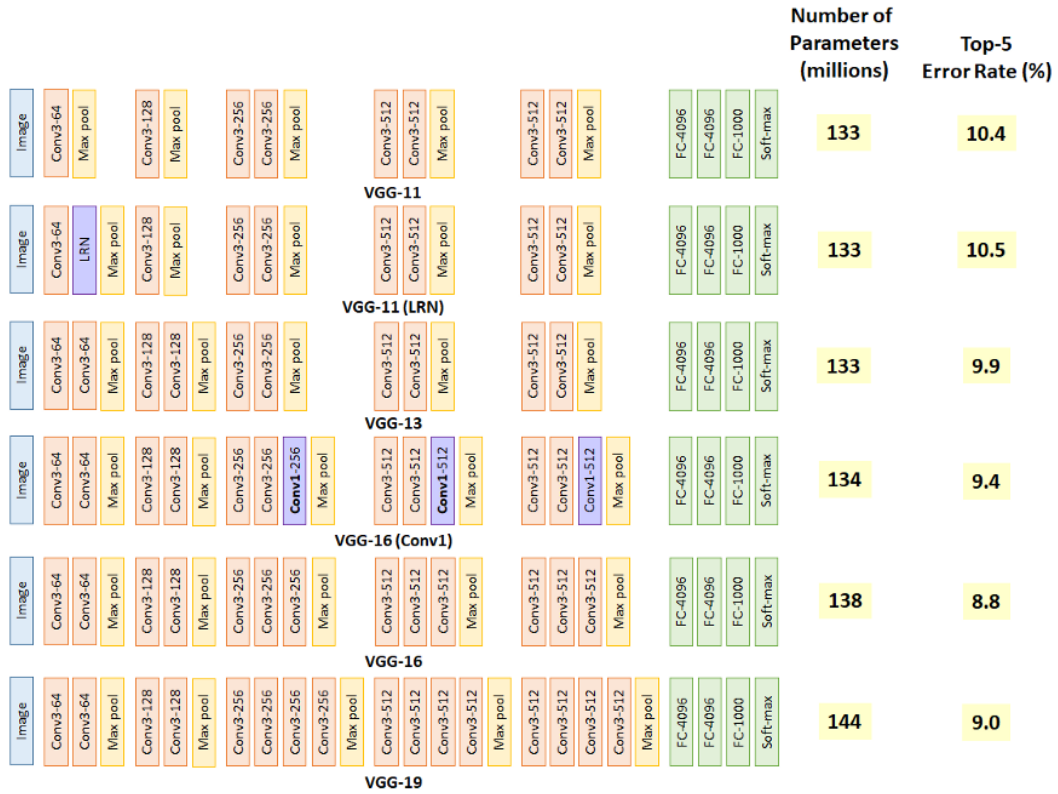 Number of
Parameters
(millions)
Top-5
Error Rate (%)
Image
Conv3-64
Max pool
Conv3-128
Max pool
Conv3-256
Conv3-256
Max pool
Conv3-512
Conv3-512
Max pool
Conv3-512
Conv3-512
Max pool
FC-4096
FC-4096
FC-1000
Soft-max
133
10.4
VGG-11
Image
Conv3-64
LRN
Max pool
Conv3-128
Max pool
Conv3-256
Conv3-256
Max pool
Conv3-512
Conv3-512
Max pool
Conv3-512
Conv3-512
Max pool
FC-4096
FC-4096
FC-1000
Soft-max
133
10.5
VGG-11 (LRN)
Image
Conv3-64
Conv3-64
Max pool
Conv3-128
Conv3-128
Max pool
Conv3-256
Conv3-256
Max pool
Conv3-512
Conv3-512
Max pool
Conv3-512
Conv3-512
Max pool
FC-4096
FC-4096
FC-1000
Soft-max
133
9.9
VGG-13
Image
Conv3-64
Conv3-64
Max pool
Conv3-128
Conv3-128
Max pool
Conv3-256
Conv3-256
Conv1-256
Max pool
Conv3-512
Conv3-512
Conv1-512
Max pool
Conv3-512
Conv3-512
Conv1-512
Max pool
FC-4096
FC-4096
FC-1000
Soft-max
134
9.4
VGG-16 (Conv1)
Image
Conv3-64
Conv3-64
Max pool
Conv3-128
Conv3-128
Max pool
Conv3-256
Conv3-256
Conv3-256
Max pool
Conv3-512
Conv3-512
Conv3-512
Max pool
Conv3-512
Conv3-512
Conv3-512
Max pool
FC-4096
FC-4096
FC-1000
Soft-max
138
8.8
VGG-16
Image
Conv3-64
Conv3-64
Max pool
Conv3-128
Conv3-128
Max pool
Conv3-256
Conv3-256
Conv3-256
Conv3-256
Max pool
Conv3-512
Conv3-512
Conv3-512
Conv3-512
Max pool
Conv3-512
Conv3-512
Conv3-512
Conv3-512
Max pool
FC-4096
FC-4096
FC-1000
Soft-max
144
9.0
VGG-19